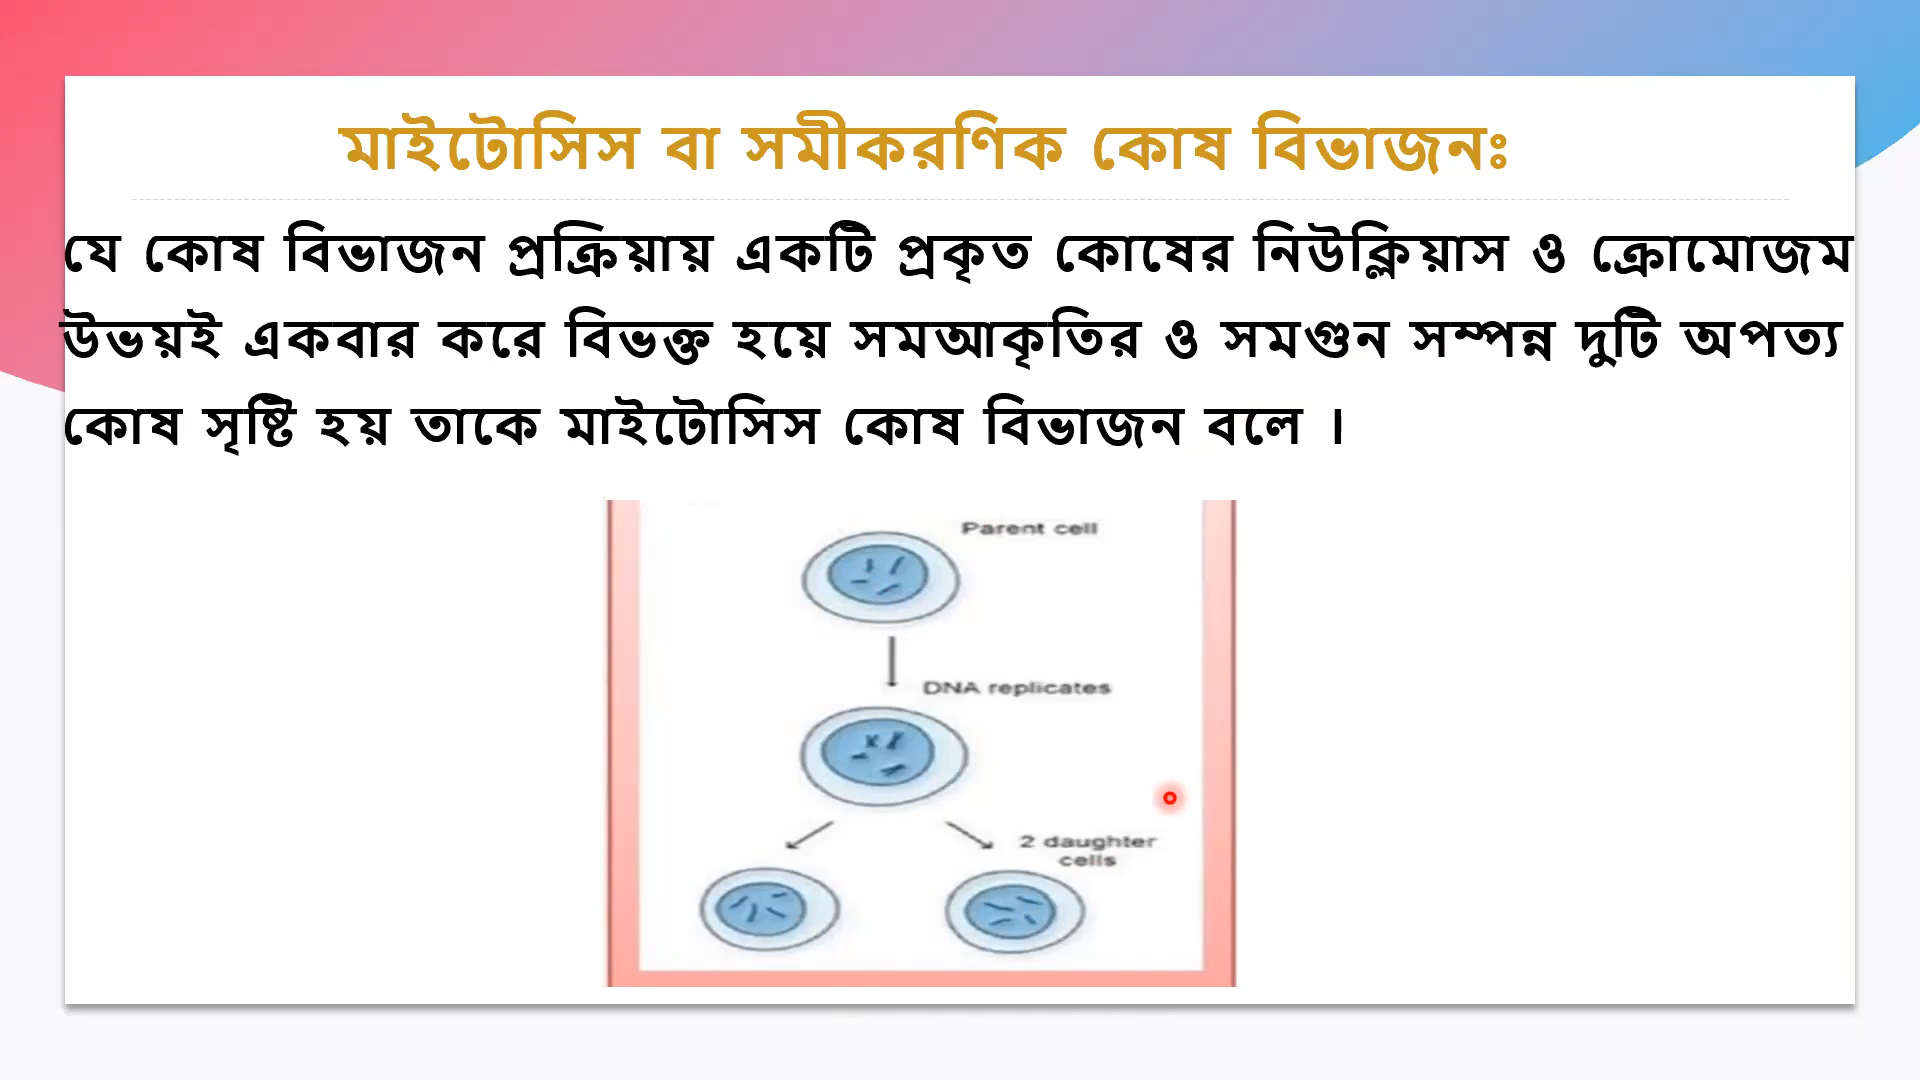 মাইটোসিস বা সমীকরণিক কোষ বিভাজনঃ
যে কোষ বিভাজন প্রক্রিয়ায় একটি প্রকৃত কোষের নিউক্লিয়াস ও ক্রোমোজম
উভয়ই একবার করে বিভক্ত হয়ে সমআকৃতির ও সমগুন সম্পন্ন দুটি অপত্য
কোষ সৃষ্টি হয় তাকে মাইটোসিস কোষ বিভাজন বলে ।
Parent cell
DNA replicates
2 daughter
cells